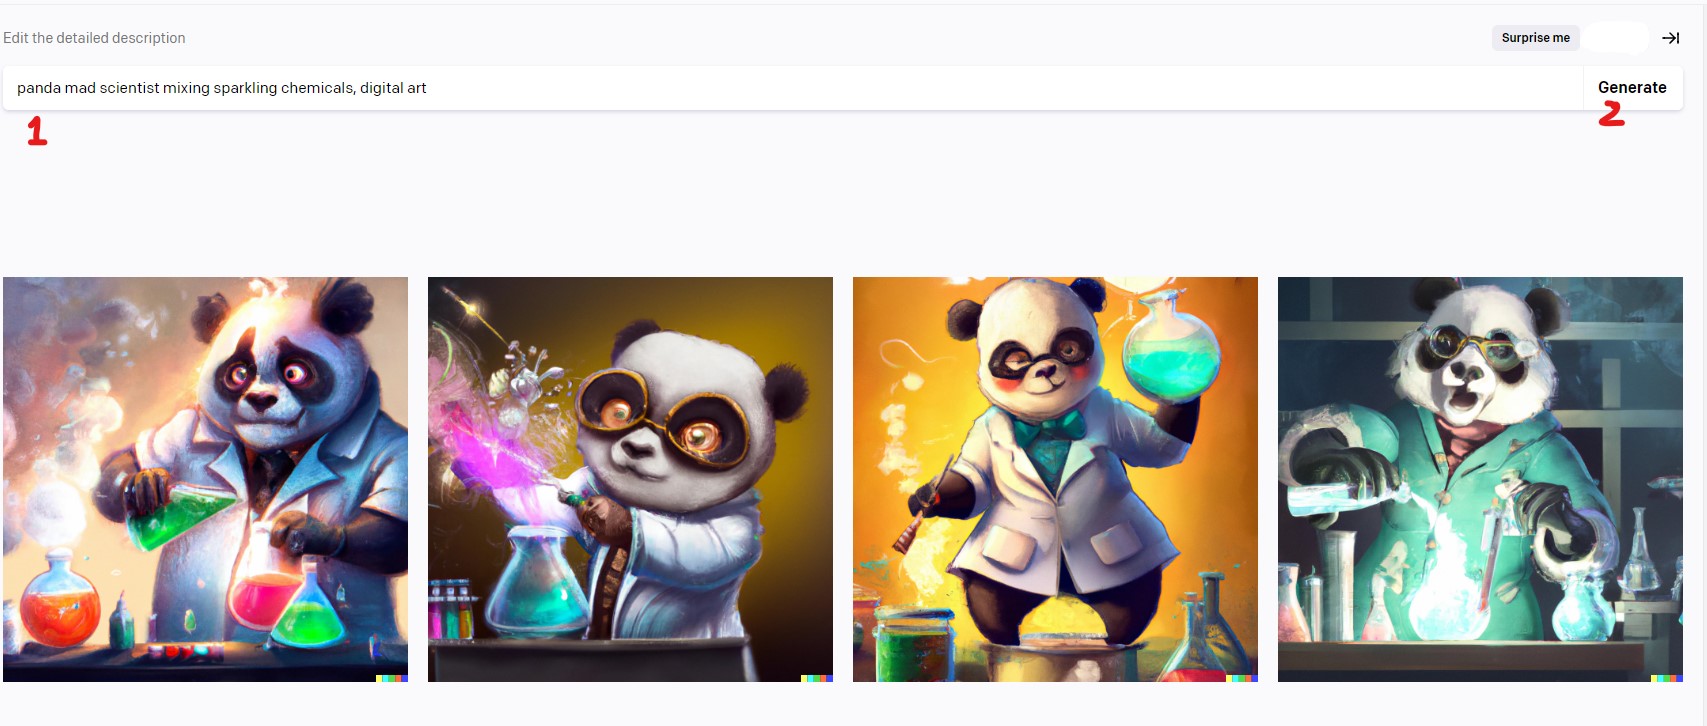 Edit the detailed description
Surprise me
panda mad scientist mixing sparkling chemicals, digital art
Generate
1
2